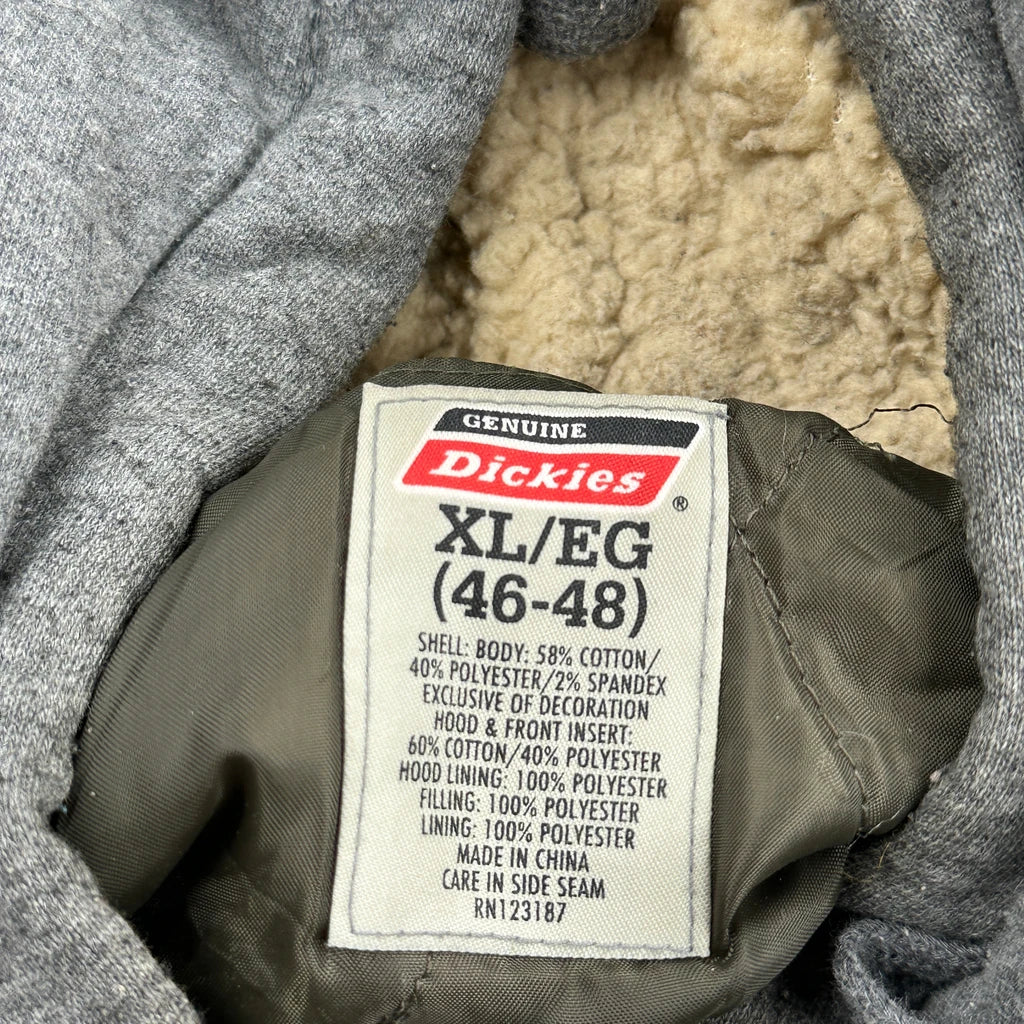 GENUINE
Dickies
®
XL/EG
(46-48)
SHELL: BODY: 58% COTTON/
40% POLYESTER/2% SPANDEX
EXCLUSIVE OF DECORATION
HOOD & FRONT INSERT:
60% COTTON/40% POLYESTER
HOOD LINING: 100% POLYESTER
FILLING: 100% POLYESTER
LINING: 100% POLYESTER
MADE IN CHINA
CARE IN SIDE SEAM
RN123187